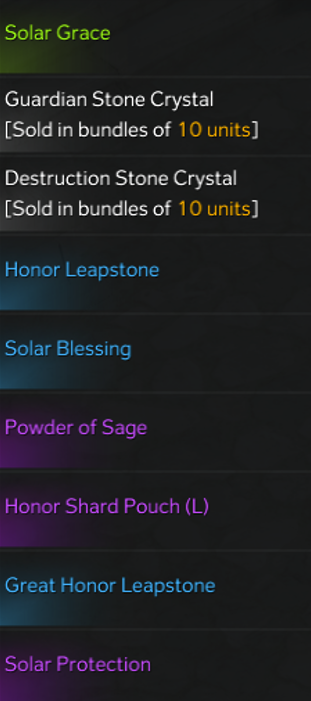 Solar Grace
Guardian Stone Crystal
[Sold in bundles of 10 units]
Destruction Stone Crystal
[Sold in bundles of 10 units]
Honor Leapstone
Solar Blessing
Powder of Sage
Honor Shard Pouch (L)
Great Honor Leapstone
Solar Protection